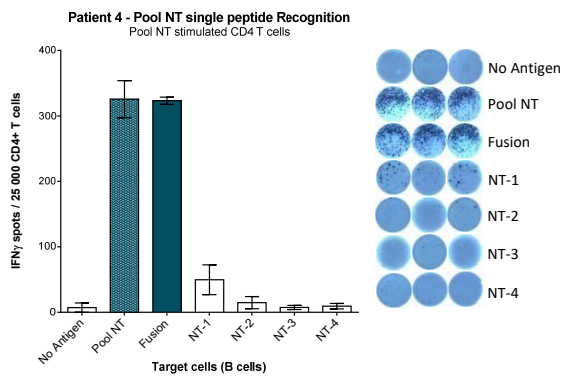 Patient 4 - Pool NT single peptide Recognition
Pool NT stimulated CD4 T cells
IFNγ spots / 25 000 CD4+ T cells
400
300
200
100
0
No Antigen
Pool NT
Fusion
NT-1
NT-2
NT-3
NT-4
Target cells (B cells)
No Antigen
Pool NT
Fusion
NT-1
NT-2
NT-3
NT-4